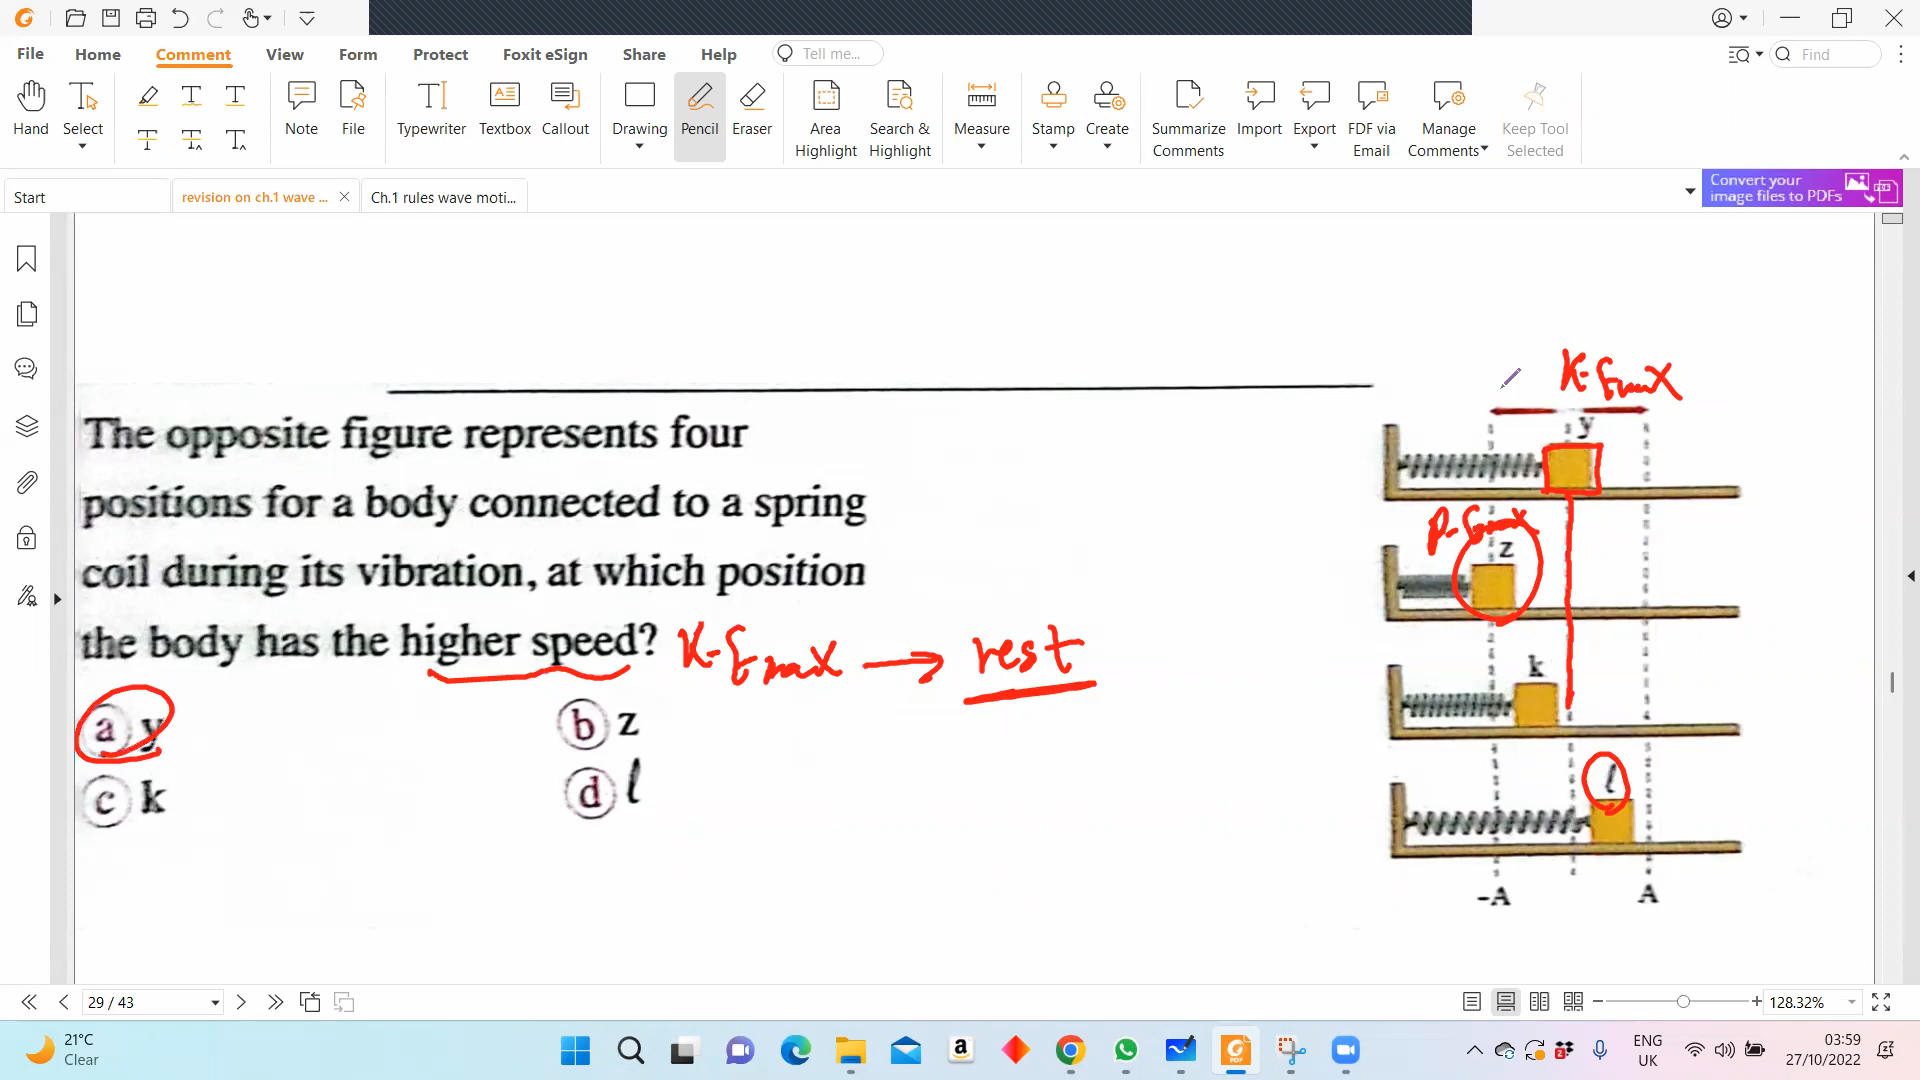 File
Home
Comment
View
Form
Protect
Foxit eSign
Share
Help
Tell me...
Find
Hand
Select
Note
File
Typewriter
Textbox
Callout
Drawing
Pencil
Eraser
Area
Highlight
Search &
Highlight
Measure
Stamp
Create
Summarize
Comments
Import
Export
FDF via
Email
Manage
Comments
Keep Tool
Selected
Start
revision on ch.1 wave ...
Ch.1 rules wave moti...
Convert your
image files to PDFs
The opposite figure represents four
positions for a body connected to a spring
coil during its vibration, at which position
the body has the higher speed? K.Emax → rest
a y
b z
c k
d l
K.Emax
y
P.Emax
z
k
l
-A
A
29 / 43
128.32%
21°C
Clear
a
PDF
2
ENG
UK
03:59
27/10/2022